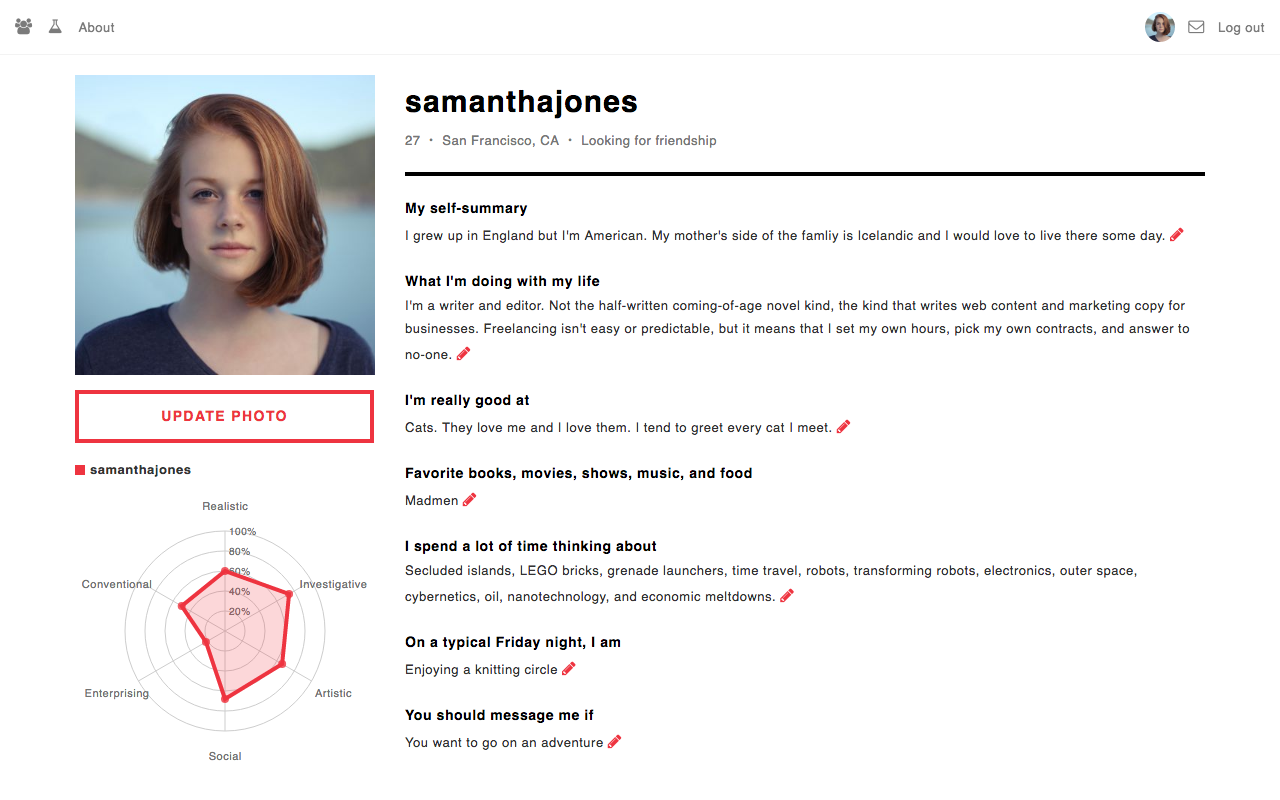 About
Log out
samanthajones
27 · San Francisco, CA · Looking for friendship
My self-summary
I grew up in England but I'm American. My mother's side of the famliy is Icelandic and I would love to live there some day.
What I'm doing with my life
I'm a writer and editor. Not the half-written coming-of-age novel kind, the kind that writes web content and marketing copy for
businesses. Freelancing isn't easy or predictable, but it means that I set my own hours, pick my own contracts, and answer to
no-one.
I'm really good at
Cats. They love me and I love them. I tend to greet every cat I meet.
Favorite books, movies, shows, music, and food
Madmen
I spend a lot of time thinking about
Secluded islands, LEGO bricks, grenade launchers, time travel, robots, transforming robots, electronics, outer space,
cybernetics, oil, nanotechnology, and economic meltdowns.
On a typical Friday night, I am
Enjoying a knitting circle
You should message me if
You want to go on an adventure
UPDATE PHOTO
samanthajones
Realistic
100%
80%
60%
Conventional
Investigative
40%
20%
Enterprising
Artistic
Social